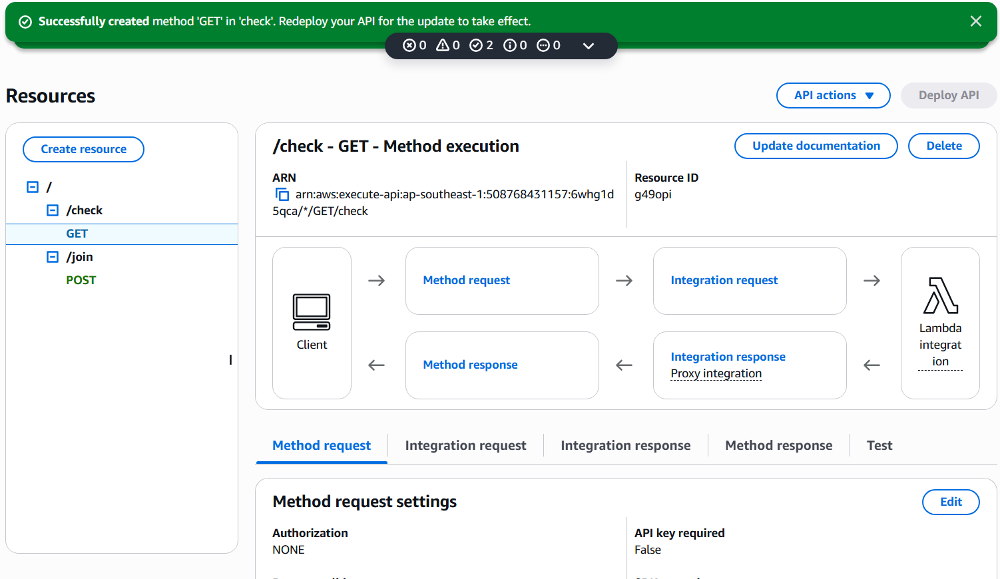 Successfully created method 'GET' in 'check'. Redeploy your API for the update to take effect.
0 0 2 0 0
Resources
API actions
Deploy API
Create resource
/
/check
GET
/join
POST
/check - GET - Method execution
Update documentation
Delete
ARN
arn:aws:execute-api:ap-southeast-1:508768431157:6whg1d
5qca/*/GET/check
Resource ID
g49opi
Client
Method request
Integration request
Lambda
integrat
ion
Method response
Integration response
Proxy integration
Method request
Integration request
Integration response
Method response
Test
Method request settings
Edit
Authorization
NONE
API key required
False